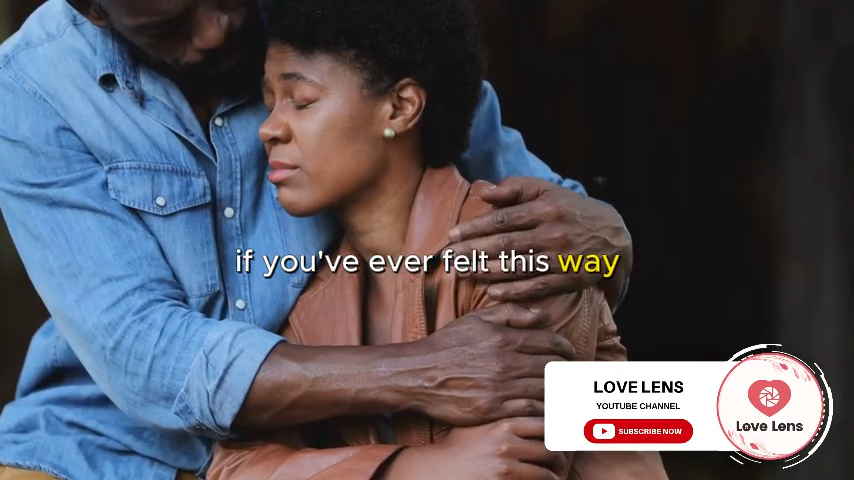 if you've ever felt this way
LOVE LENS
YOUTUBE CHANNEL
SUBSCRIBE NOW
Love Lens